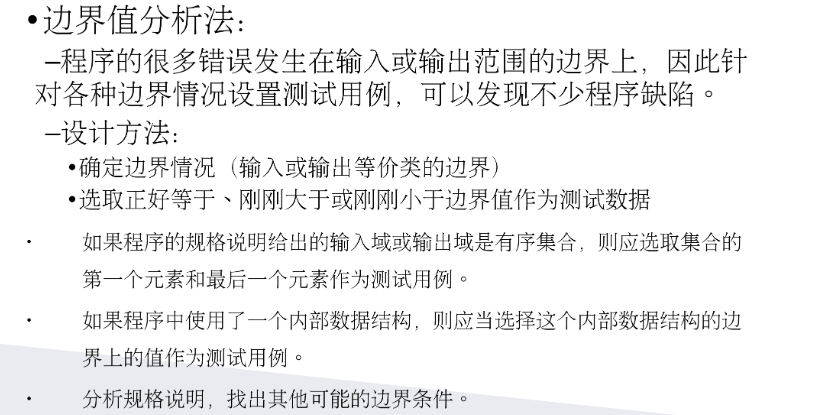 •边界值分析法：
–程序的很多错误发生在输入或输出范围的边界上，因此针
对各种边界情况设置测试用例，可以发现不少程序缺陷。
–设计方法：
•确定边界情况（输入或输出等价类的边界）
•选取正好等于、刚刚大于或刚刚小于边界值作为测试数据
· 如果程序的规格说明给出的输入域或输出域是有序集合，则应选取集合的
第一个元素和最后一个元素作为测试用例。
· 如果程序中使用了一个内部数据结构，则应当选择这个内部数据结构的边
界上的值作为测试用例。
· 分析规格说明，找出其他可能的边界条件。